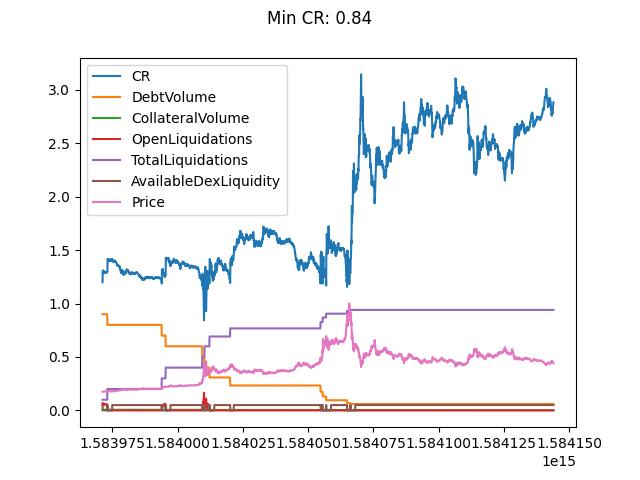 Min CR: 0.84
3.0
2.5
2.0
1.5
1.0
0.5
0.0
CR
DebtVolume
CollateralVolume
OpenLiquidations
TotalLiquidations
AvailableDexLiquidity
Price
1.583975 1.584000 1.584025 1.584050 1.584075 1.584100 1.584125 1.584150
1e15